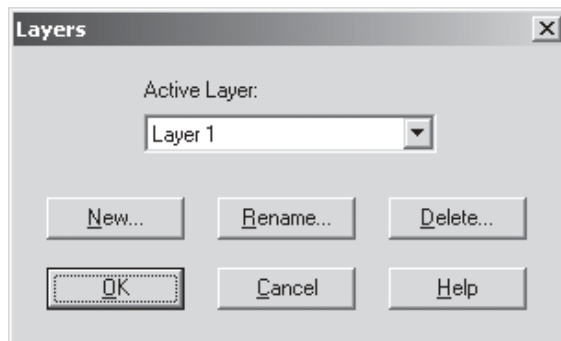 Layers
Active Layer:
Layer 1
New... Rename... Delete...
OK Cancel Help